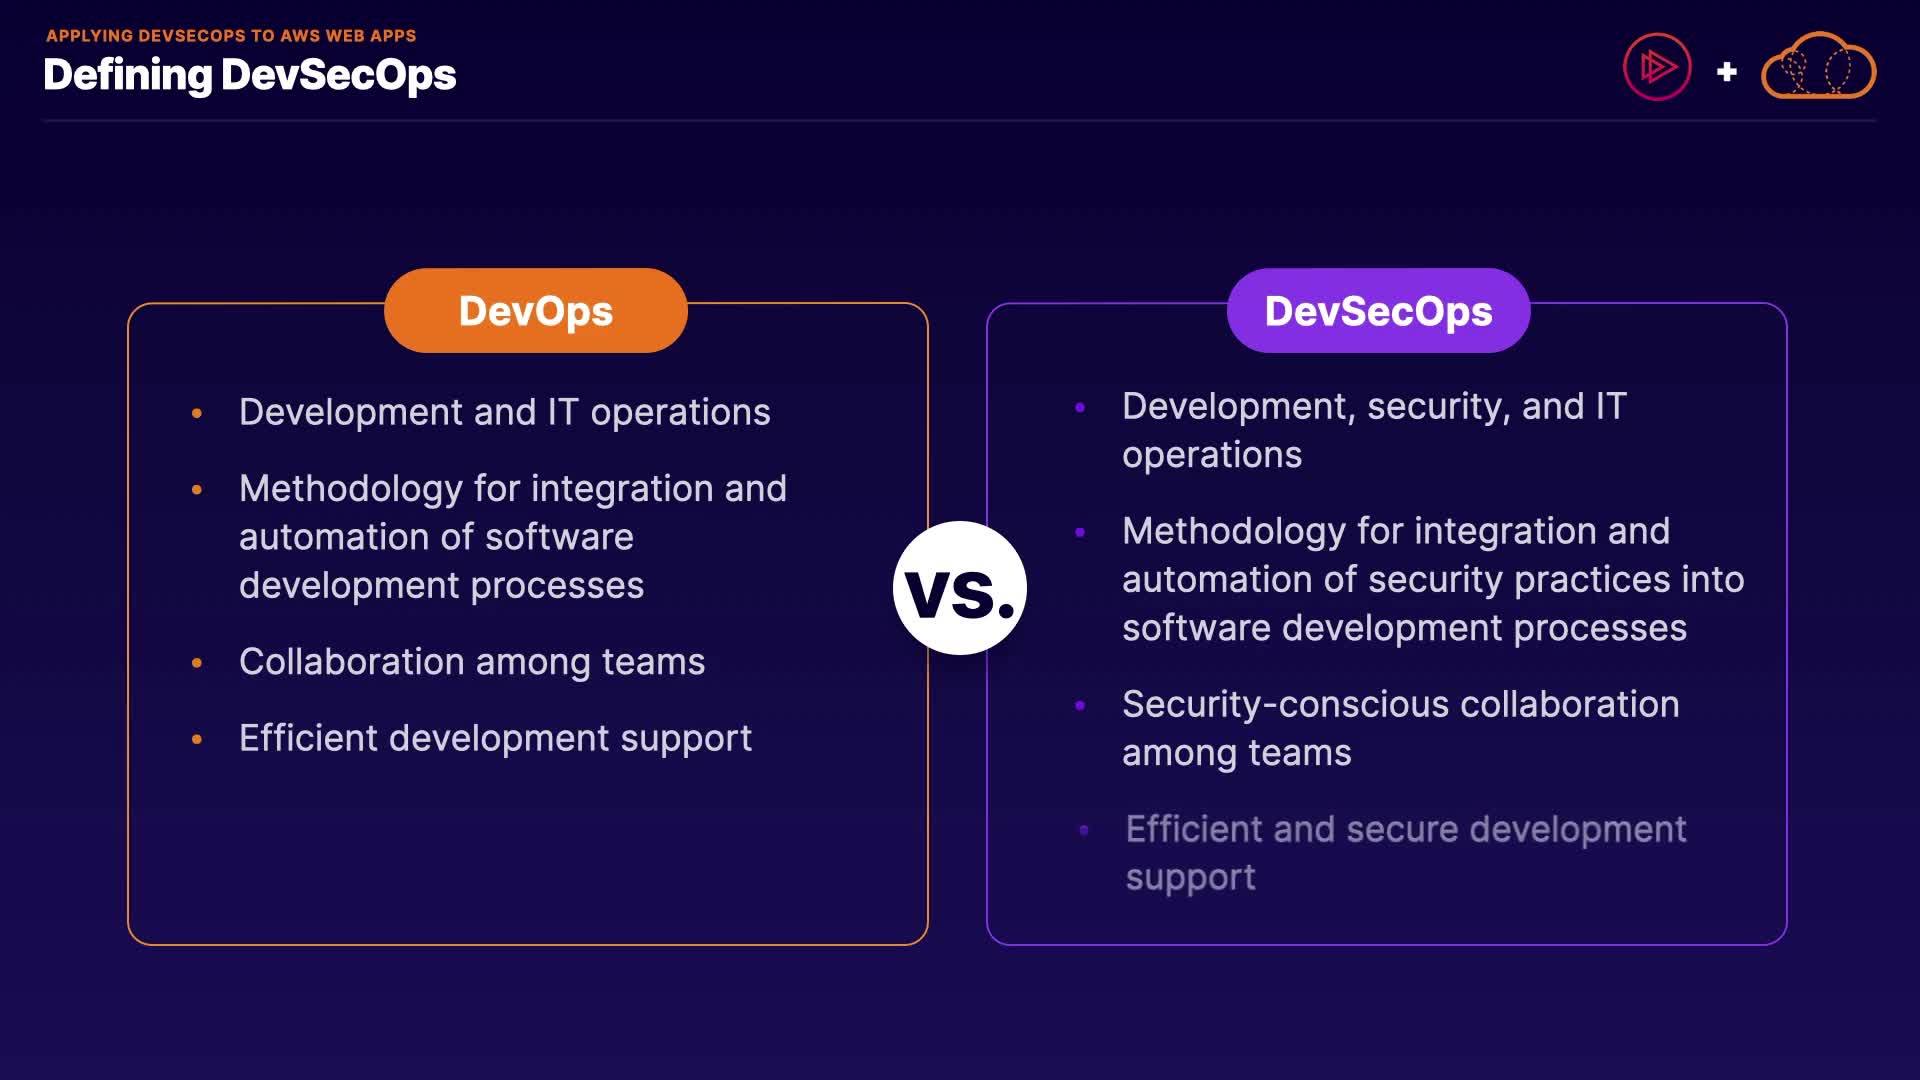 APPLYING DEVSECOPS TO AWS WEB APPS
Defining DevSecOps
DevOps
• Development and IT operations
• Methodology for integration and
automation of software
development processes
• Collaboration among teams
• Efficient development support
vs.
DevSecOps
• Development, security, and IT
operations
• Methodology for integration and
automation of security practices into
software development processes
• Security-conscious collaboration
among teams
• Efficient and secure development
support